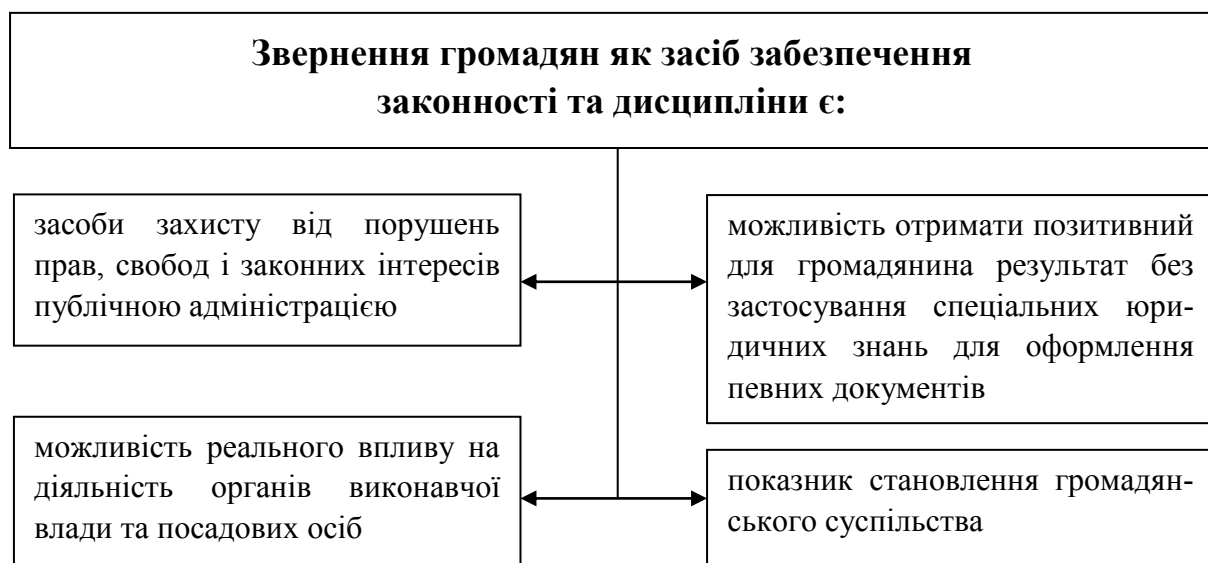 Звернення громадян як засіб забезпечення
законності та дисципліни є:
засоби захисту від порушень
прав, свобод і законних інтересів
публічною адміністрацією
можливість отримати позитивний
для громадянина результат без
застосування спеціальних юри-
дичних знань для оформлення
певних документів
можливість реального впливу на
діяльність органів виконавчої
влади та посадових осіб
показник становлення громадян-
ського суспільства